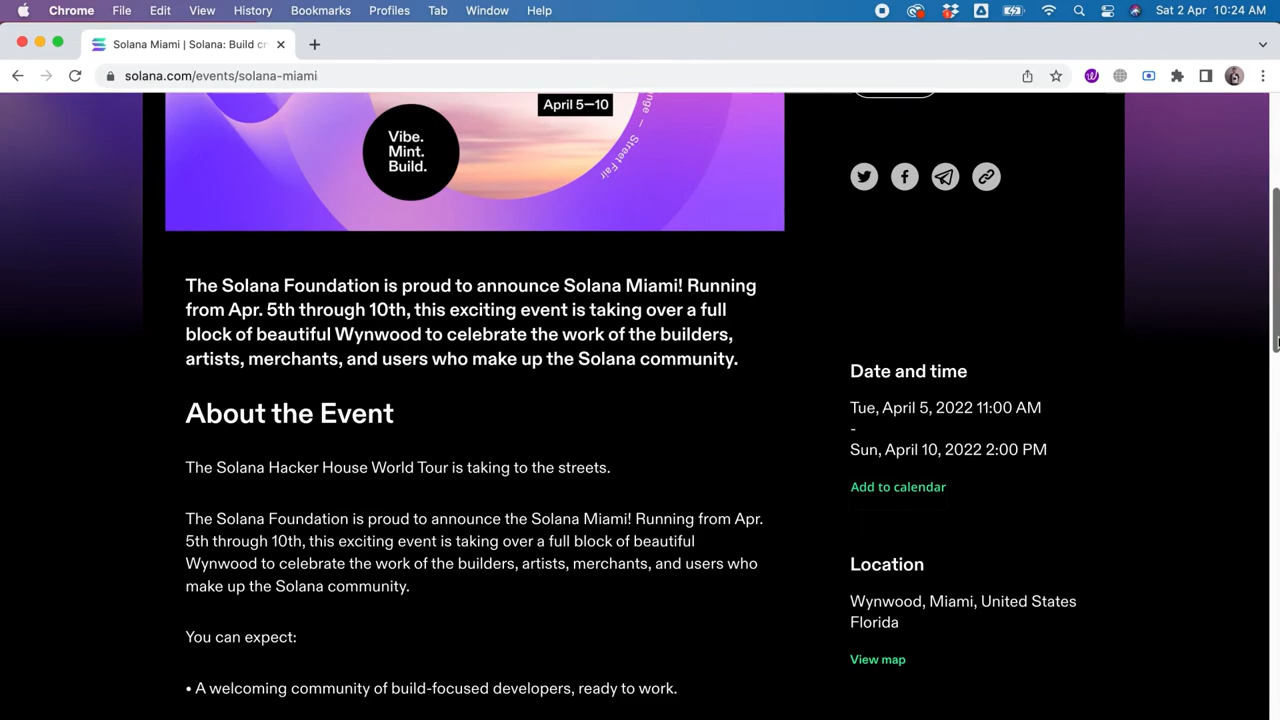 Chrome File Edit View History Bookmarks Profiles Tab Window Help
Sat 2 Apr 10:24 AM
Solana Miami | Solana: Build cr
solana.com/events/solana-miami
April 5—10
Vibe.
Mint.
Build.
nge — Street Fair
The Solana Foundation is proud to announce Solana Miami! Running
from Apr. 5th through 10th, this exciting event is taking over a full
block of beautiful Wynwood to celebrate the work of the builders,
artists, merchants, and users who make up the Solana community.
About the Event
The Solana Hacker House World Tour is taking to the streets.
The Solana Foundation is proud to announce the Solana Miami! Running from Apr.
5th through 10th, this exciting event is taking over a full block of beautiful
Wynwood to celebrate the work of the builders, artists, merchants, and users who
make up the Solana community.
You can expect:
• A welcoming community of build-focused developers, ready to work.
Date and time
Tue, April 5, 2022 11:00 AM
-
Sun, April 10, 2022 2:00 PM
Add to calendar
Location
Wynwood, Miami, United States
Florida
View map